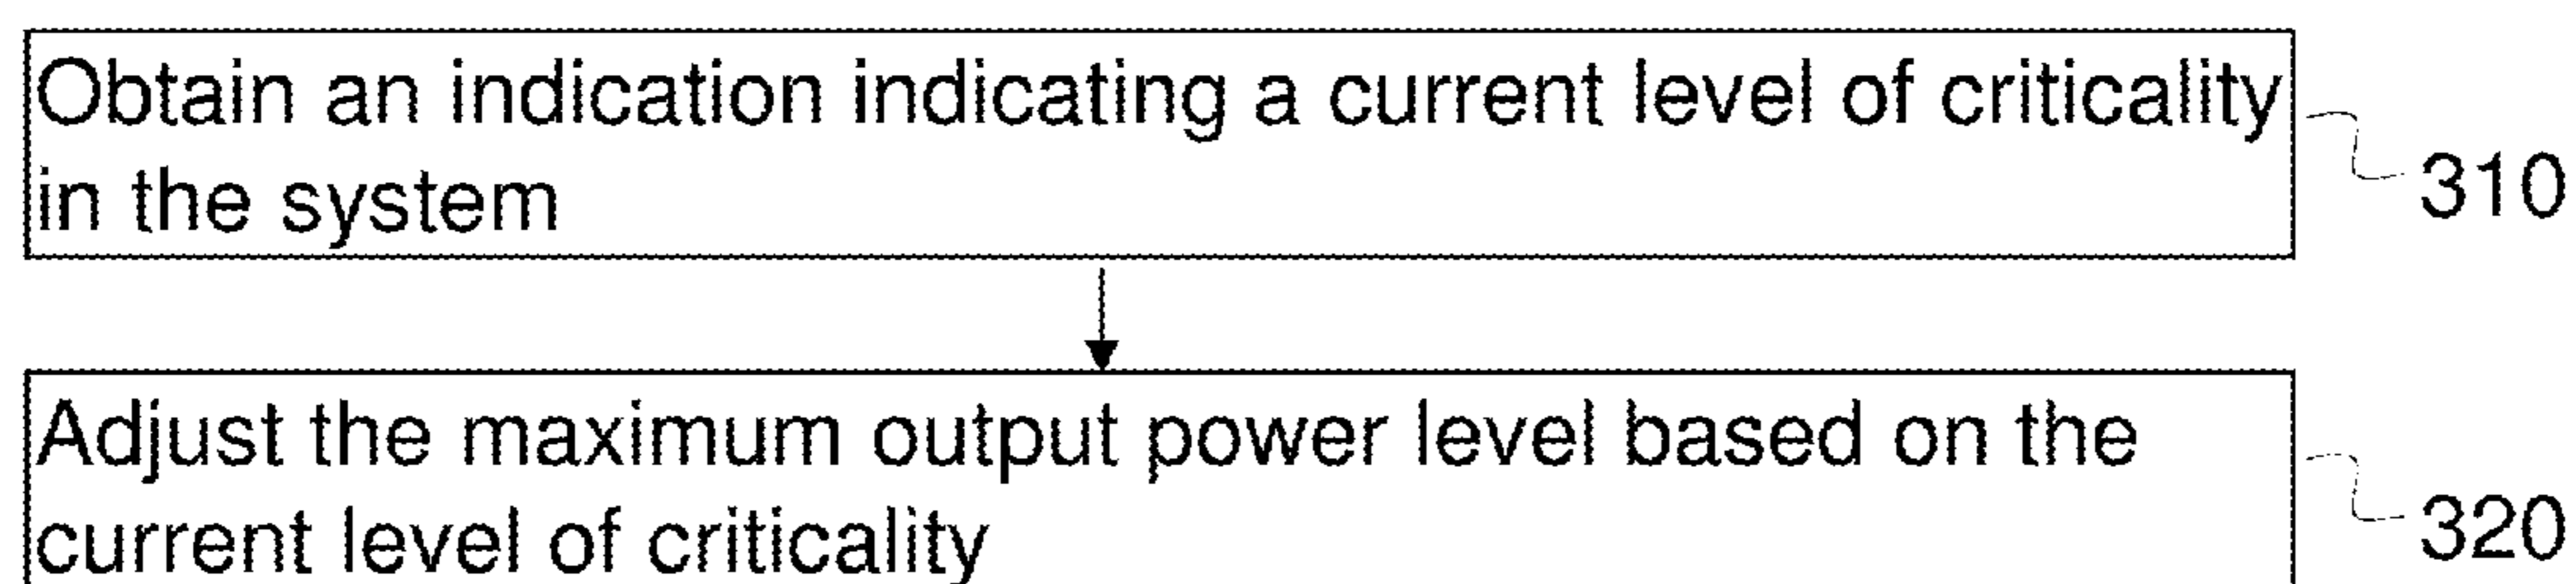 Obtain an indication indicating a current level of criticality
in the system
310
Adjust the maximum output power level based on the
current level of criticality
320